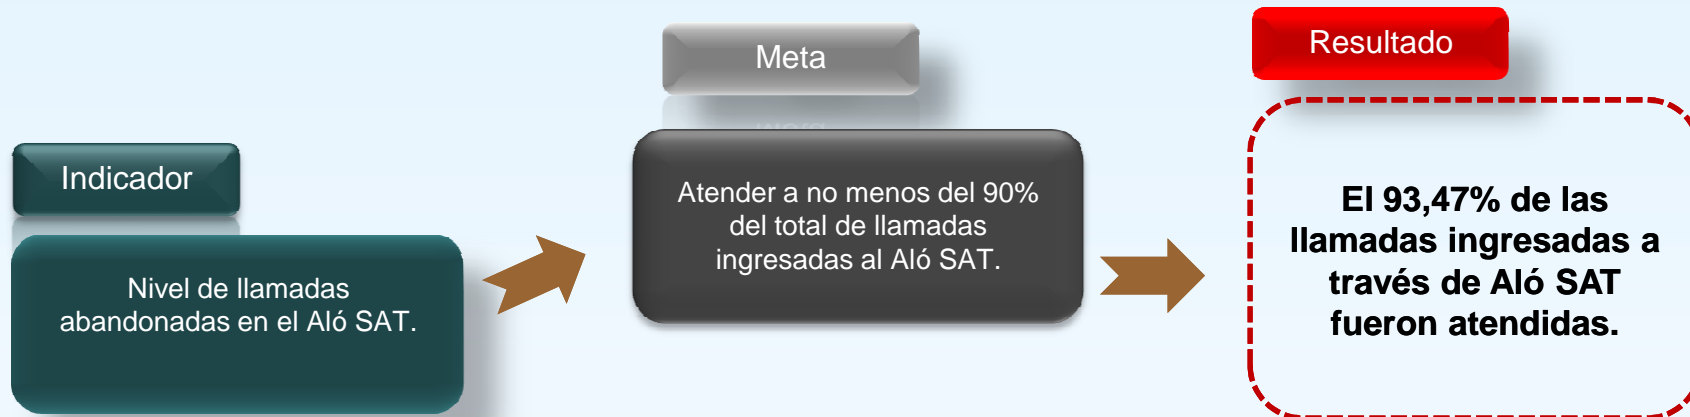 Indicador
Nivel de llamadas
abandonadas en el Aló SAT.
Meta
Atender a no menos del 90%
del total de llamadas
ingresadas al Aló SAT.
Resultado
El 93,47% de las
llamadas ingresadas a
través de Aló SAT
fueron atendidas.